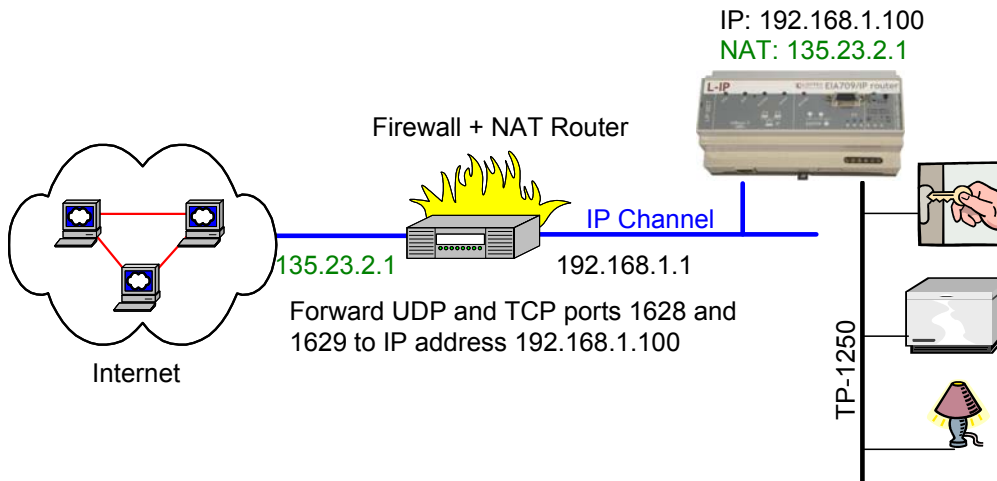 IP: 192.168.1.100
NAT: 135.23.2.1
L-IP
EIA709/IP router
Firewall + NAT Router
IP Channel
135.23.2.1
192.168.1.1
Forward UDP and TCP ports 1628 and
1629 to IP address 192.168.1.100
Internet
TP-1250